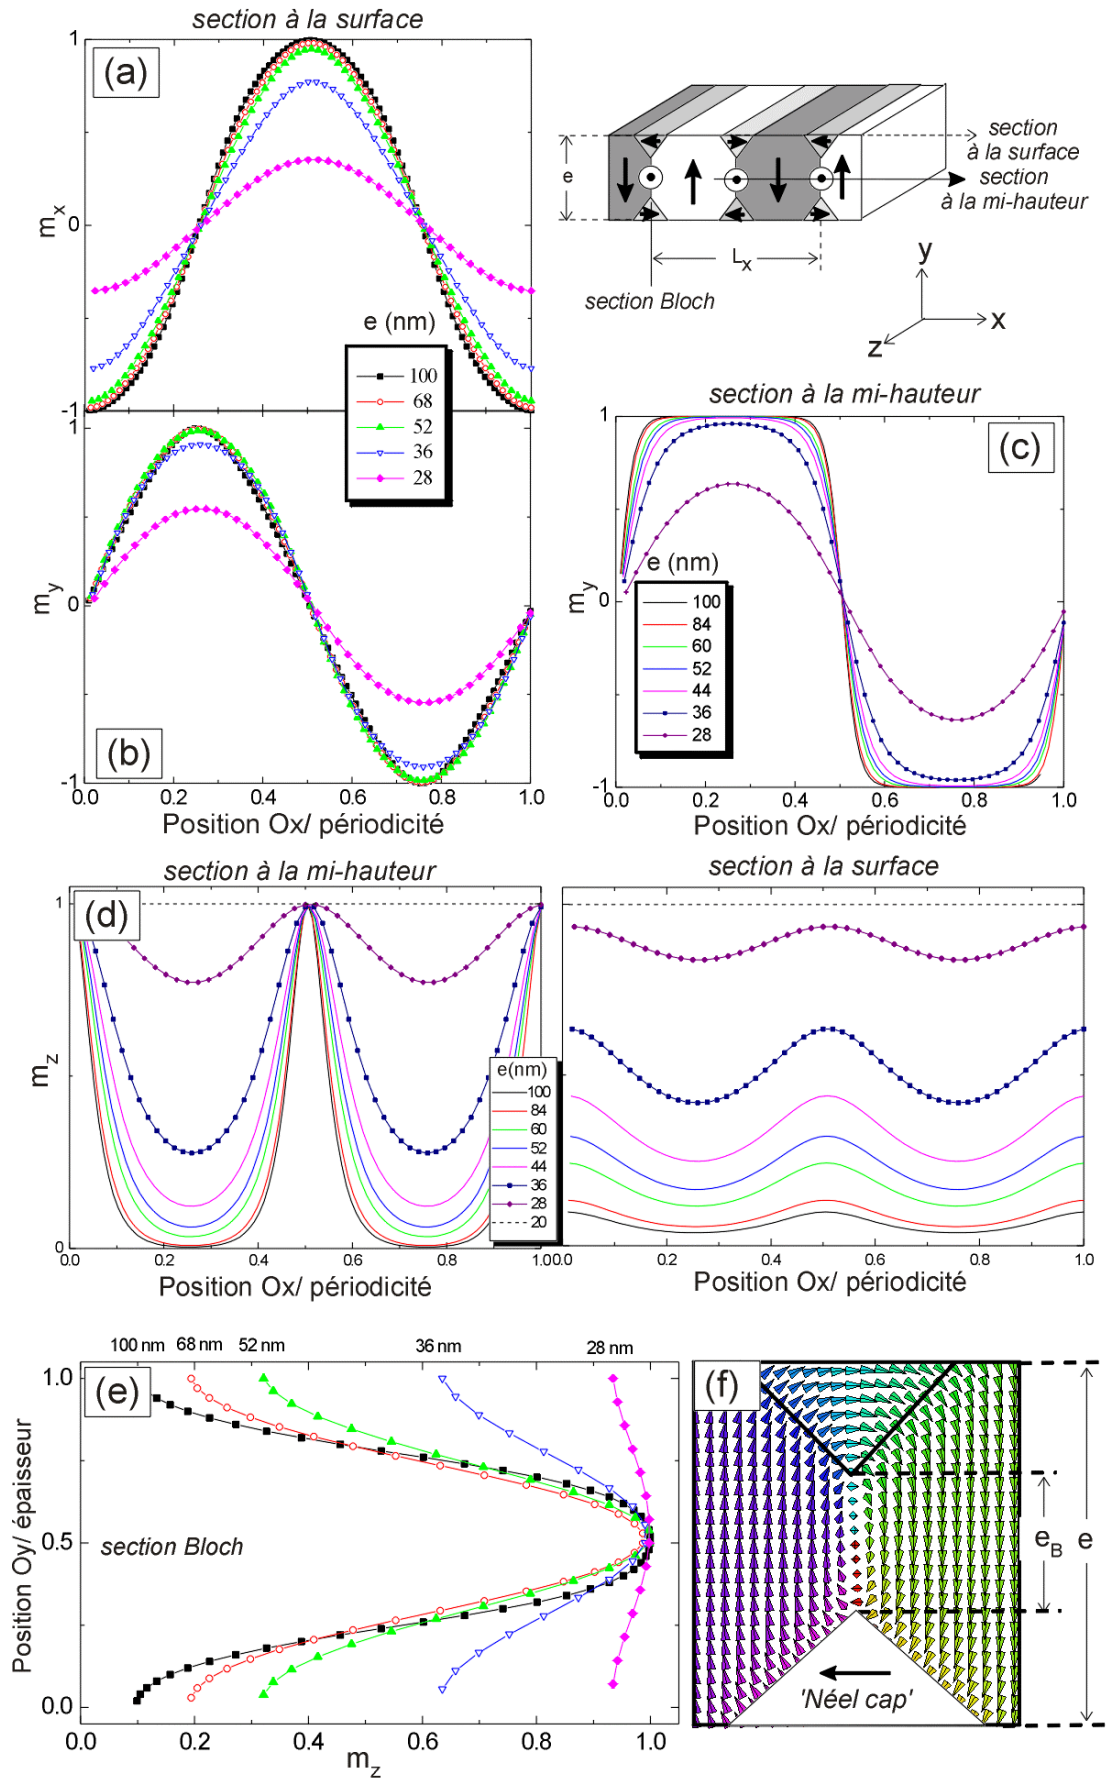 section à la surface
(a)
1
0
-1
m_x
e (nm)
100
68
52
36
28
1
0
-1
m_y
(b)
0.0 0.2 0.4 0.6 0.8 1.0
Position Ox/ périodicité
e
section
à la surface
section
à la mi-hauteur
L_x
section Bloch
y
x
z
section à la mi-hauteur
(c)
1
0
-1
m_y
e (nm)
100
84
60
52
44
36
28
0.0 0.2 0.4 0.6 0.8 1.0
Position Ox/ périodicité
section à la mi-hauteur
(d)
1
0
m_z
0.0 0.2 0.4 0.6 0.8 1.0
Position Ox/ périodicité
e(nm)
100
84
60
52
44
36
28
20
section à la surface
0.0 0.2 0.4 0.6 0.8 1.0
Position Ox/ périodicité
100 nm 68 nm 52 nm 36 nm 28 nm
(e)
1.0
0.5
0.0
Position Oy/ épaisseur
section Bloch
0.0 0.2 0.4 0.6 0.8 1.0
m_z
(f)
e_B
e
'Néel cap'